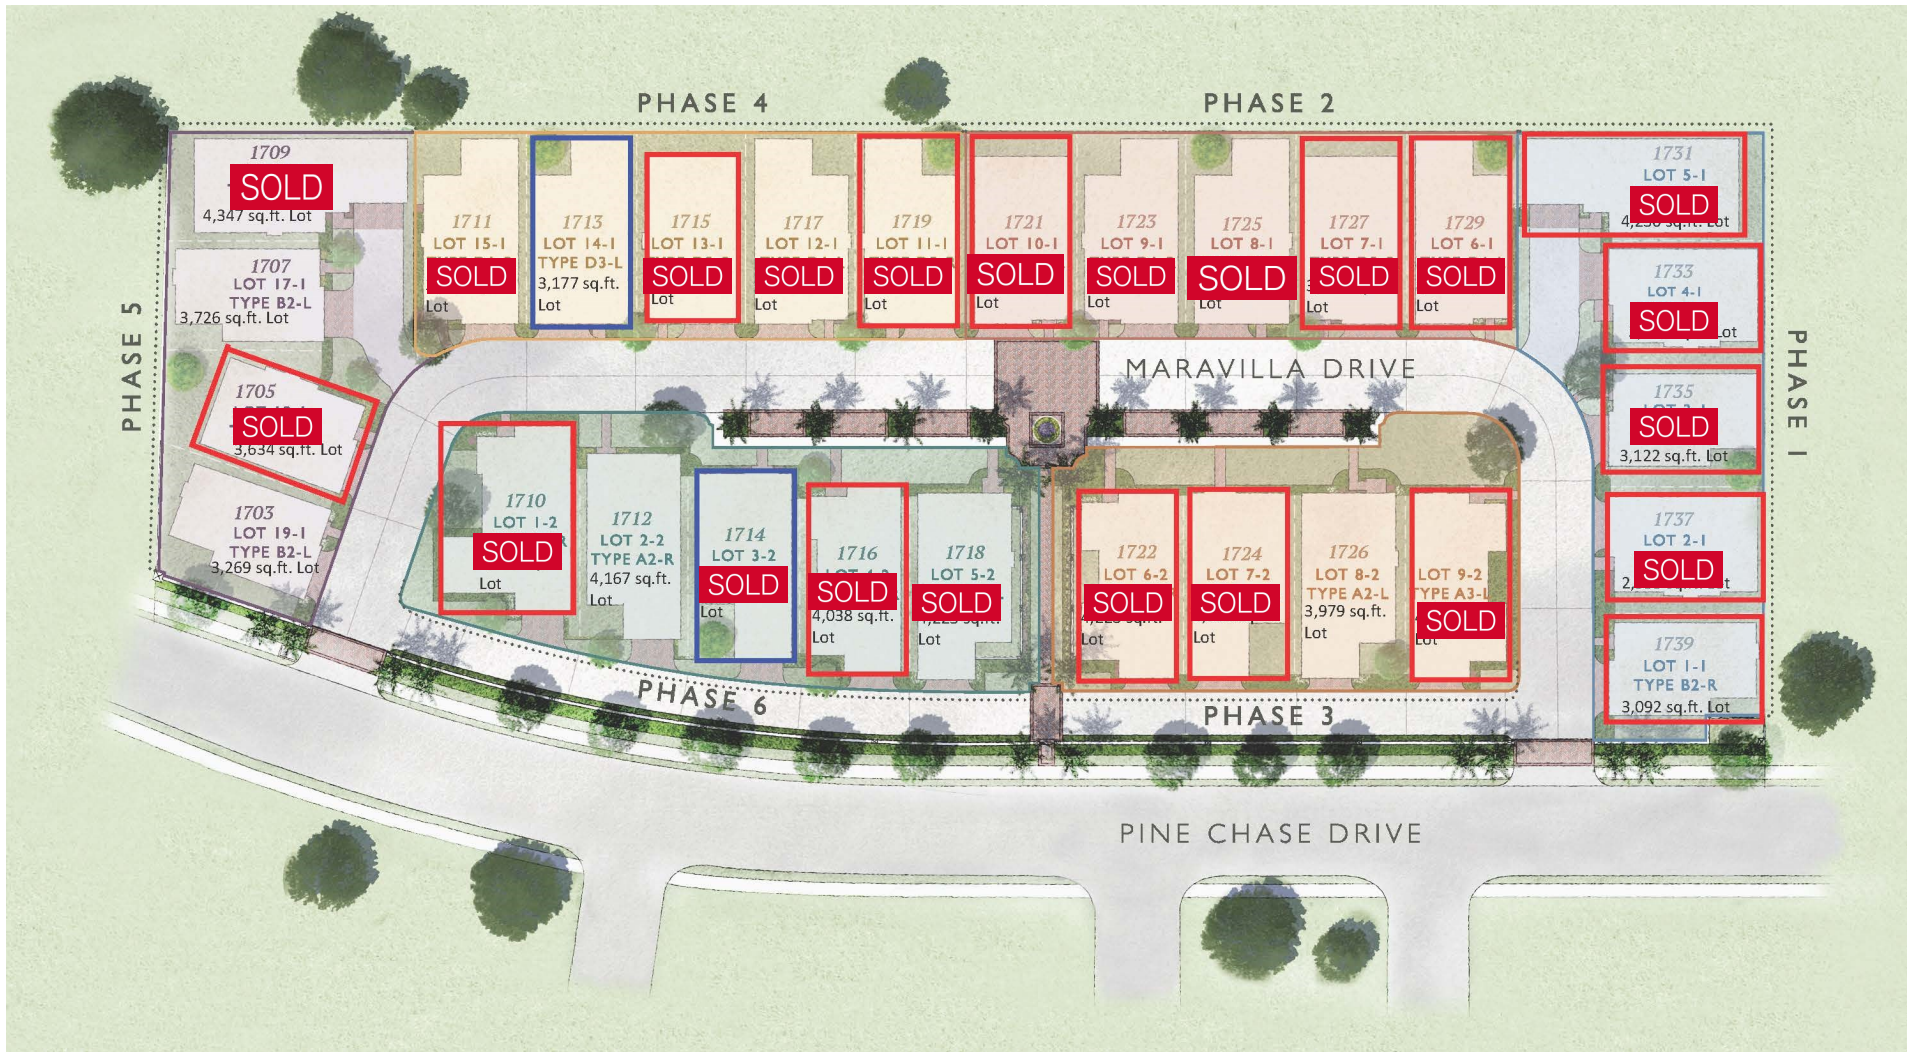 PHASE 4
PHASE 2
PHASE 5
PHASE 1
PHASE 6
PHASE 3
MARAVILLA DRIVE
PINE CHASE DRIVE
1709
SOLD
4,347 sq.ft. Lot
1707
LOT 17-1
TYPE B2-L
3,726 sq.ft. Lot
1705
SOLD
3,634 sq.ft. Lot
1703
LOT 19-1
TYPE B2-L
3,269 sq.ft. Lot
1711
LOT 15-1
SOLD
Lot
1713
LOT 14-1
TYPE D3-L
3,177 sq.ft.
Lot
1715
LOT 13-1
SOLD
Lot
1717
LOT 12-1
SOLD
Lot
1719
LOT 11-1
SOLD
Lot
1721
LOT 10-1
SOLD
Lot
1723
LOT 9-1
SOLD
Lot
1725
LOT 8-1
SOLD
Lot
1727
LOT 7-1
SOLD
Lot
1729
LOT 6-1
SOLD
Lot
1731
LOT 5-1
SOLD
Lot
1733
LOT 4-1
SOLD
Lot
1735
SOLD
3,122 sq.ft. Lot
1737
LOT 2-1
SOLD
1739
LOT 1-1
TYPE B2-R
3,092 sq.ft. Lot
1710
LOT 1-2
SOLD
Lot
1712
LOT 2-2
TYPE A2-R
4,167 sq.ft.
Lot
1714
LOT 3-2
SOLD
Lot
1716
SOLD
4,038 sq.ft.
Lot
1718
LOT 5-2
SOLD
Lot
1722
LOT 6-2
SOLD
Lot
1724
LOT 7-2
SOLD
Lot
1726
LOT 8-2
TYPE A2-L
3,979 sq.ft.
Lot
LOT 9-2
TYPE A3-L
SOLD
Lot